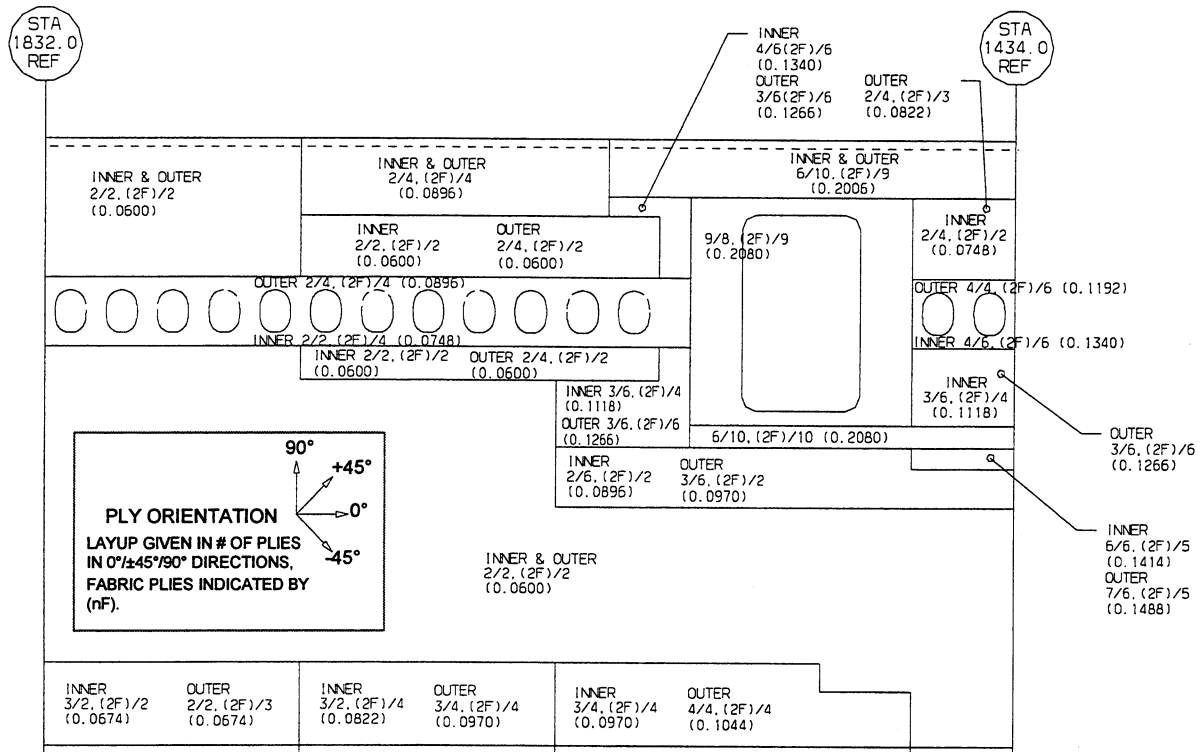 STA
1832.0
REF
STA
1434.0
REF
INNER
4/6(2F)/6
(0.1340)
OUTER
3/6(2F)/6
(0.1266)
OUTER
2/4,(2F)/3
(0.0822)
INNER & OUTER
2/2,(2F)/2
(0.0600)
INNER & OUTER
2/4,(2F)/4
(0.0896)
INNER & OUTER
6/10,(2F)/9
(0.2006)
INNER
2/2,(2F)/2
(0.0600)
OUTER
2/4,(2F)/2
(0.0600)
9/8,(2F)/9
(0.2080)
INNER
2/4,(2F)/2
(0.0748)
OUTER 2/4,(2F)/4 (0.0896)
OUTER 4/4,(2F)/6 (0.1192)
INNER 2/2,(2F)/4 (0.0748)
INNER 4/6,(2F)/6 (0.1340)
INNER 2/2,(2F)/2
(0.0600)
OUTER 2/4,(2F)/2
(0.0600)
INNER 3/6,(2F)/4
(0.1118)
OUTER 3/6,(2F)/6
(0.1266)
INNER
3/6,(2F)/4
(0.1118)
6/10,(2F)/10 (0.2080)
OUTER
3/6,(2F)/6
(0.1266)
INNER
2/6,(2F)/2
(0.0896)
OUTER
3/6,(2F)/2
(0.0970)
90°
+45°
0°
-45°
PLY ORIENTATION
LAYUP GIVEN IN # OF PLIES
IN 0°/±45°/90° DIRECTIONS,
FABRIC PLIES INDICATED BY
(nF).
INNER & OUTER
2/2,(2F)/2
(0.0600)
INNER
6/6,(2F)/5
(0.1414)
OUTER
7/6,(2F)/5
(0.1488)
INNER
3/2,(2F)/2
(0.0674)
OUTER
2/2,(2F)/3
(0.0674)
INNER
3/2,(2F)/4
(0.0822)
OUTER
3/4,(2F)/4
(0.0970)
INNER
3/4,(2F)/4
(0.0970)
OUTER
4/4,(2F)/4
(0.1044)